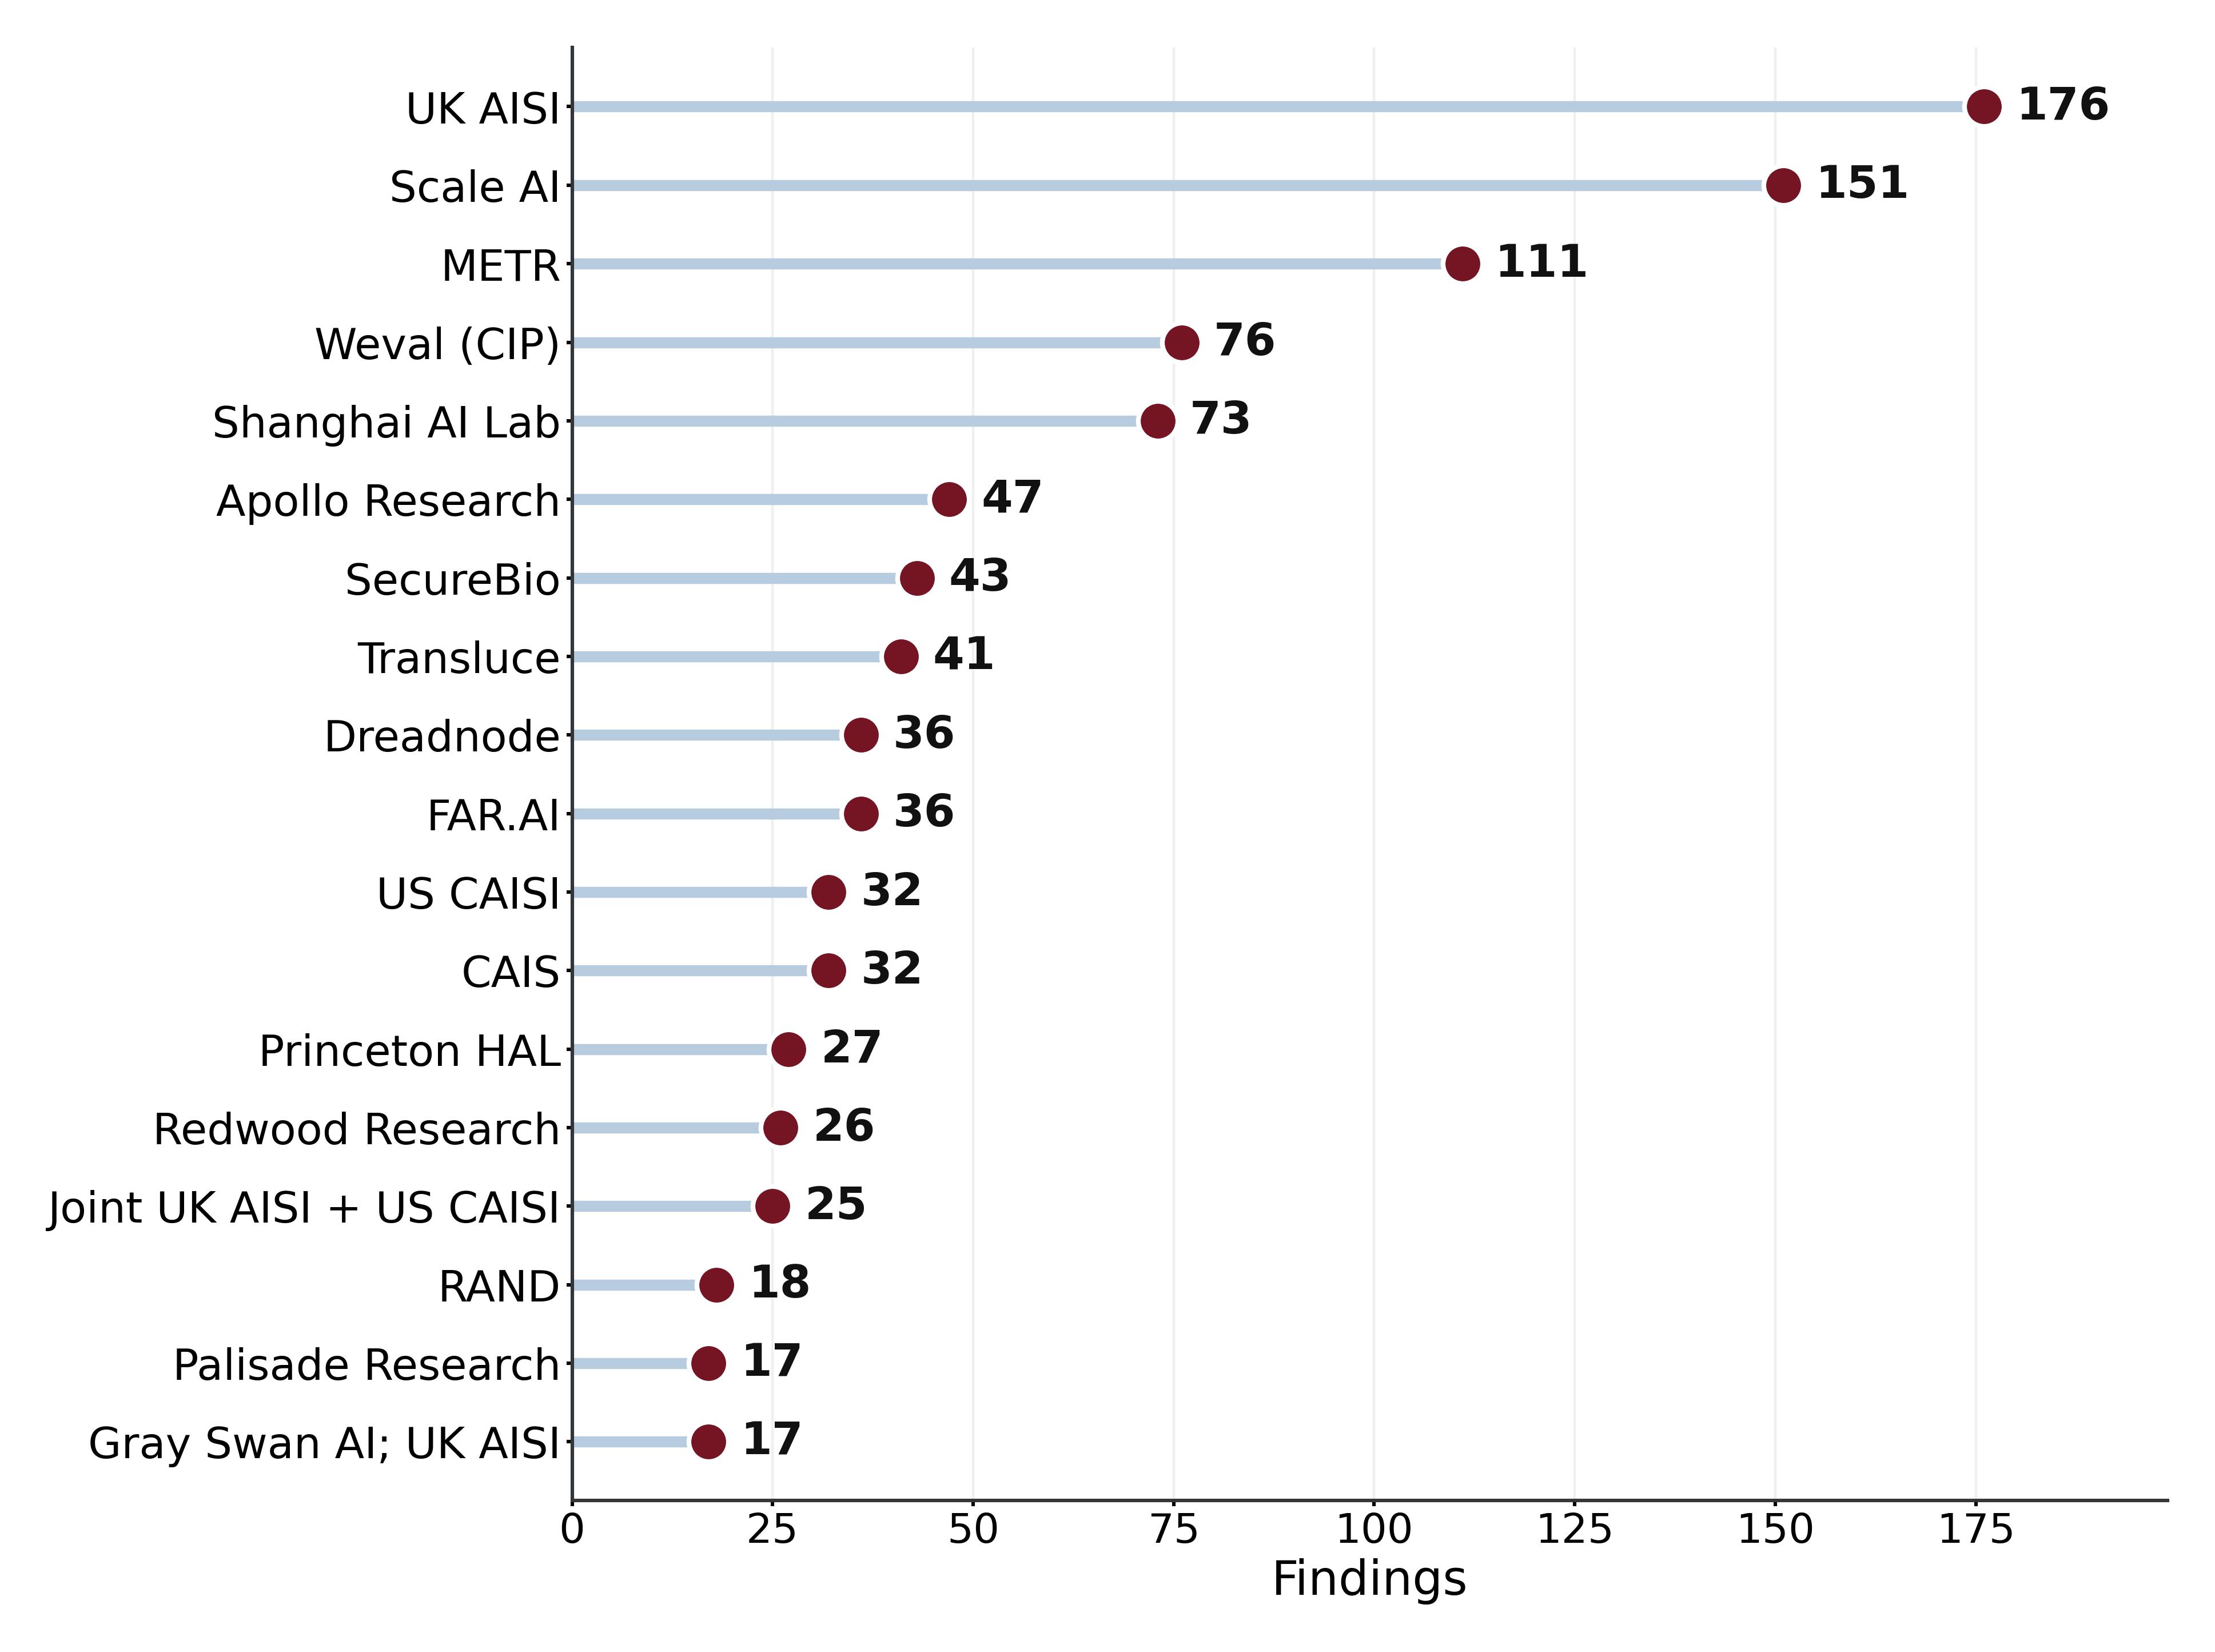 UK AISI 176
Scale AI 151
METR 111
Weval (CIP) 76
Shanghai AI Lab 73
Apollo Research 47
SecureBio 43
Transluce 41
Dreadnode 36
FAR.AI 36
US CAISI 32
CAIS 32
Princeton HAL 27
Redwood Research 26
Joint UK AISI + US CAISI 25
RAND 18
Palisade Research 17
Gray Swan AI; UK AISI 17
0 25 50 75 100 125 150 175
Findings